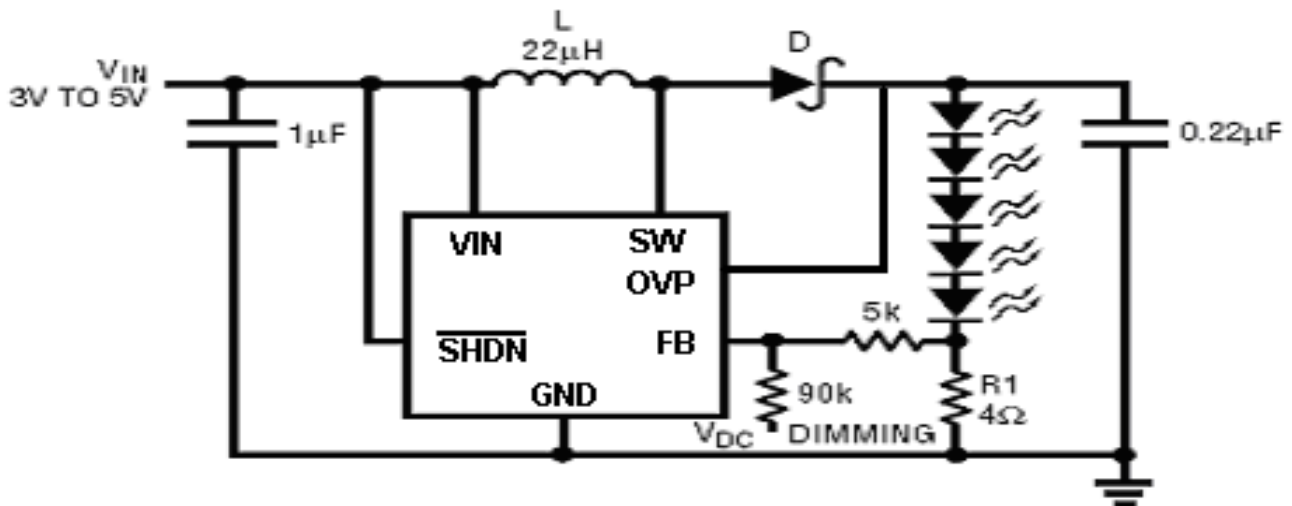 L
22μH
D
VIN
3V TO 5V
1μF
0.22μF
VIN
SW
OVP
5k
SHDN
FB
R1
4Ω
90k
GND
VDC DIMMING